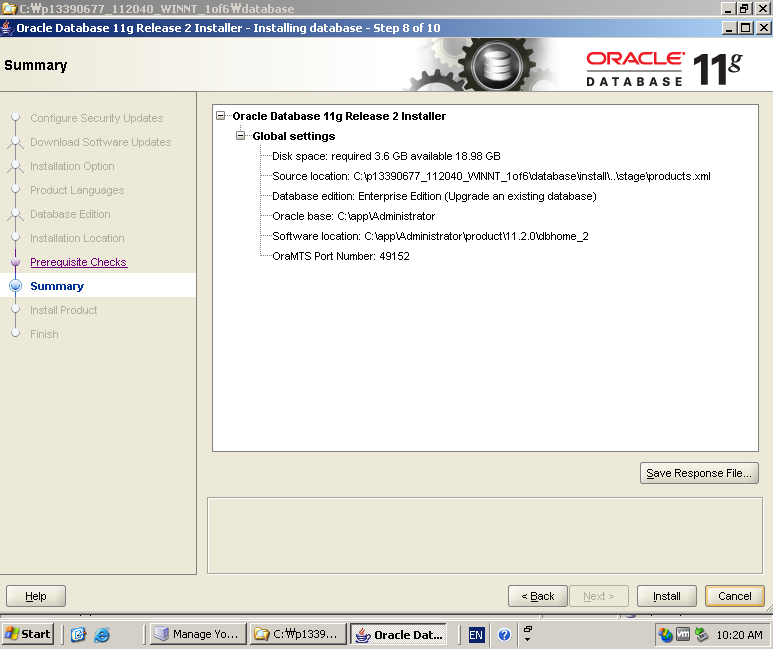 C:₩p13390677_112040_WINNT_1of6₩database
Oracle Database 11g Release 2 Installer - Installing database - Step 8 of 10
Summary
ORACLE
DATABASE
11g
Configure Security Updates
Download Software Updates
Installation Option
Product Languages
Database Edition
Installation Location
Prerequisite Checks
Summary
Install Product
Finish
Oracle Database 11g Release 2 Installer
Global settings
Disk space: required 3.6 GB available 18.98 GB
Source location: C:\p13390677_112040_WINNT_1of6\database\install\..\stage\products.xml
Database edition: Enterprise Edition (Upgrade an existing database)
Oracle base: C:\app\Administrator
Software location: C:\app\Administrator\product\11.2.0\dbhome_2
OraMTS Port Number: 49152
Save Response File...
Help
< Back
Next >
Install
Cancel
Start
Manage Yo...
C:₩p1339...
Oracle Dat...
EN
vm
10:20 AM